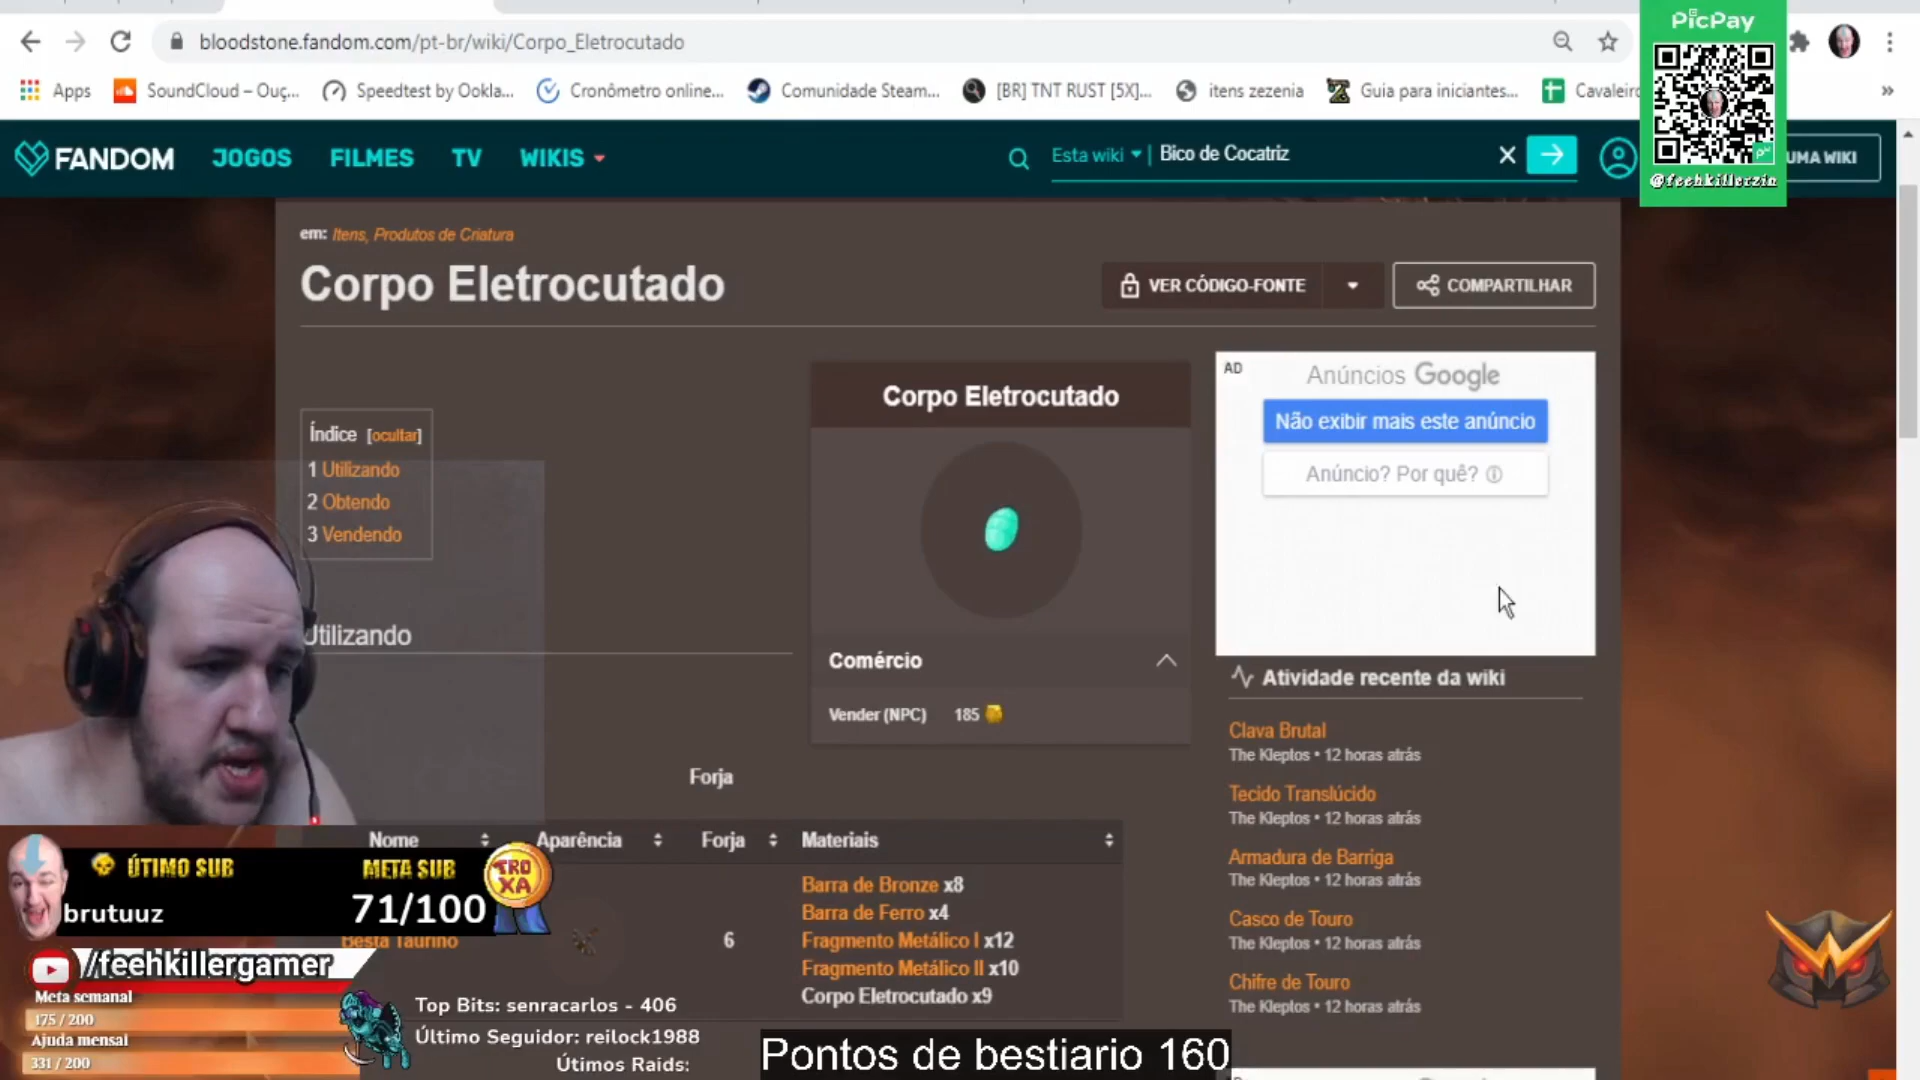 bloodstone.fandom.com/pt-br/wiki/Corpo_Eletrocutado
PicPay
@feehkillerzin
Apps
SoundCloud – Ouç...
Speedtest by Ookla...
Cronômetro online...
Comunidade Steam...
[BR] TNT RUST [5X]...
itens zezenia
Guia para iniciantes...
Cavaleiro
»
FANDOM
JOGOS
FILMES
TV
WIKIS
Esta wiki
Bico de Cocatriz
UMA WIKI
em: Itens, Produtos de Criatura
Corpo Eletrocutado
VER CÓDIGO-FONTE
COMPARTILHAR
Índice [ocultar]
1 Utilizando
2 Obtendo
3 Vendendo
Utilizando
Corpo Eletrocutado
Comércio
Vender (NPC) 185
AD
Anúncios Google
Não exibir mais este anúncio
Anúncio? Por quê?
Atividade recente da wiki
Clava Brutal
The Kleptos • 12 horas atrás
Tecido Translúcido
The Kleptos • 12 horas atrás
Armadura de Barriga
The Kleptos • 12 horas atrás
Casco de Touro
The Kleptos • 12 horas atrás
Chifre de Touro
The Kleptos • 12 horas atrás
Forja
Nome Aparência Forja Materiais
Besta Taurino
6
Barra de Bronze x8
Barra de Ferro x4
Fragmento Metálico I x12
Fragmento Metálico II x10
Corpo Eletrocutado x9
ÚTIMO SUB
brutuuz
META SUB
71/100
TRO
XA
//feehkillergamer
Meta semanal
175 / 200
Ajuda mensal
331 / 200
Top Bits: senracarlos - 406
Último Seguidor: reilock1988
Útimos Raids:
Pontos de bestiario 160